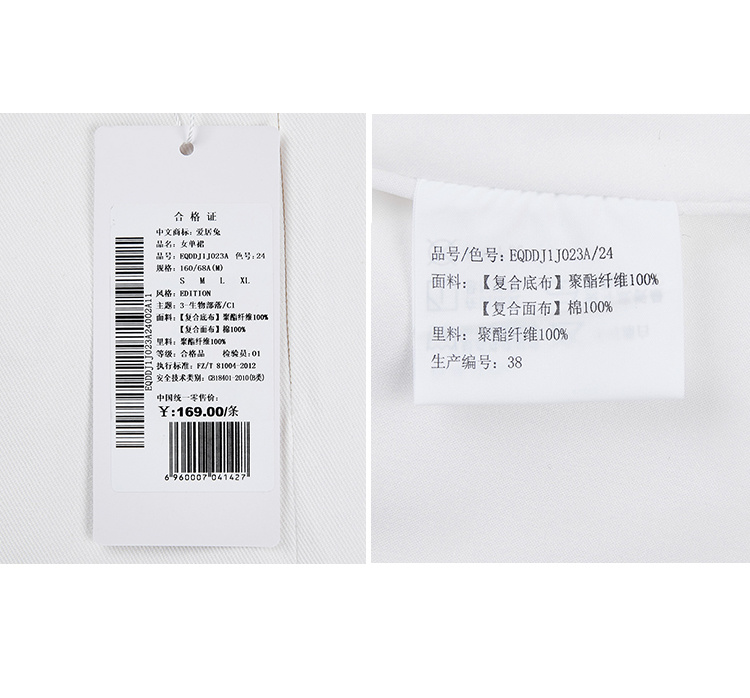 合格证
中文商标：爱居兔
品名：女单裙
品号：EQDDJ1J023A 色号：24
规格：160/68A(M)
S M L XL
风格：EDITION
主题：3-生物部落/C1
面料：【复合底布】聚酯纤维100%
【复合面布】棉100%
里料：聚酯纤维100%
等级：合格品 检验员：01
执行标准：FZ/T 81004-2012
安全技术类别：GB18401-2010(B类)
中国统一零售价：
¥:169.00/条
6960007041427
EQDDJ1J023A24002A11
品号/色号：EQDDJ1J023A/24
面料：【复合底布】聚酯纤维100%
【复合面布】棉100%
里料：聚酯纤维100%
生产编号：38